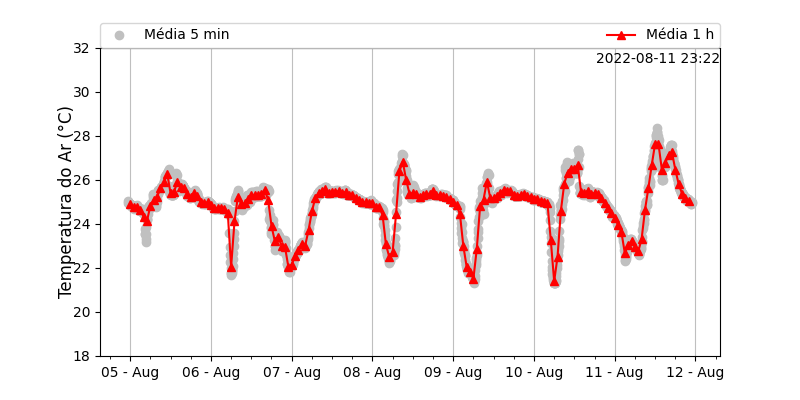 Média 5 min
Média 1 h
2022-08-11 23:22
Temperatura do Ar (°C)
32
30
28
26
24
22
20
18
05 - Aug
06 - Aug
07 - Aug
08 - Aug
09 - Aug
10 - Aug
11 - Aug
12 - Aug